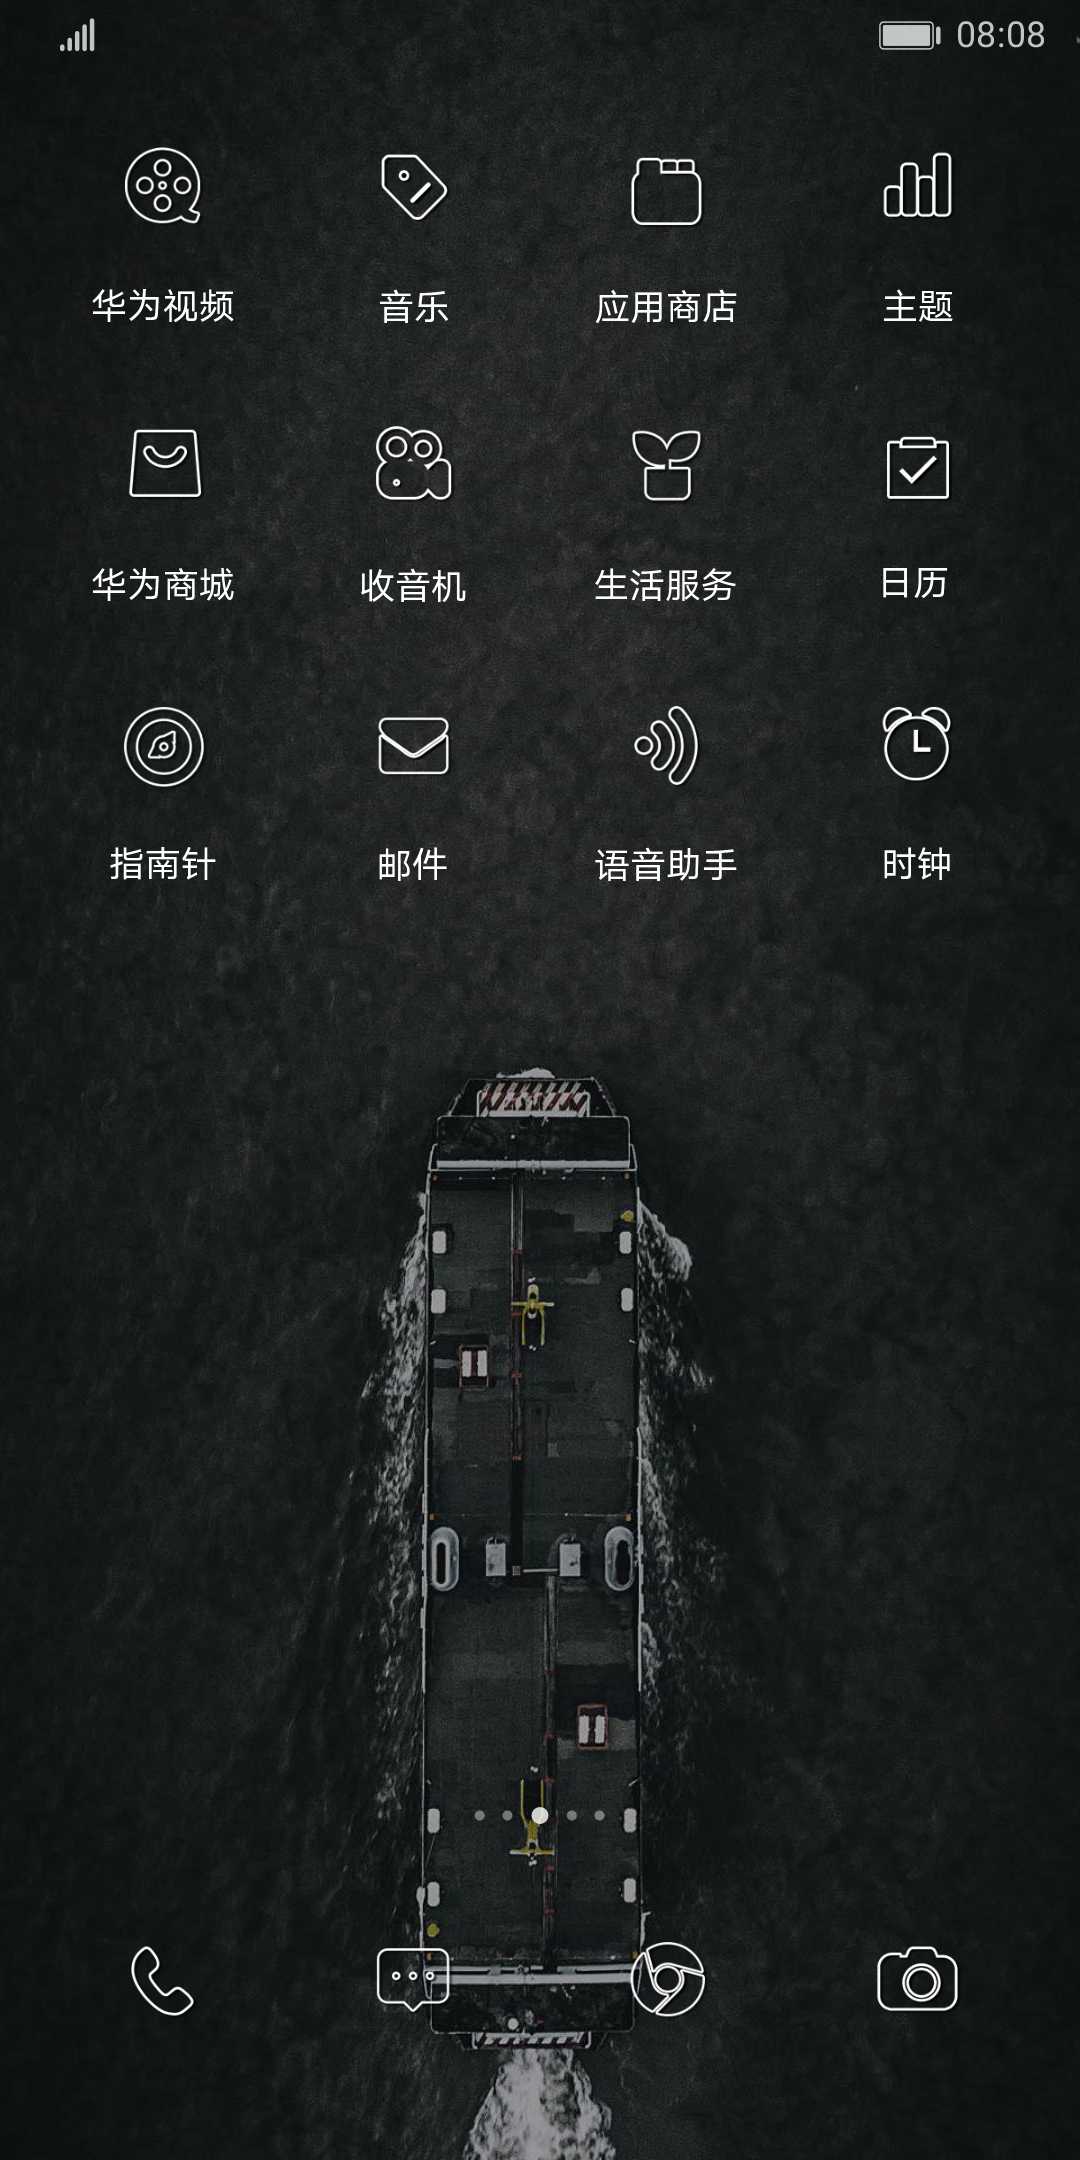 08:08
华为视频 音乐 应用商店 主题
华为商城 收音机 生活服务 日历
指南针 邮件 语音助手 时钟